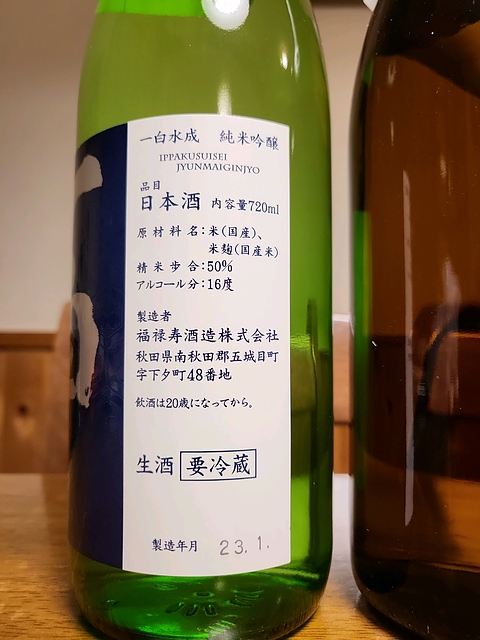 一白水成 純米吟醸
IPPAKUSUISEI
JYUNMAIGINJYO
品目
日本酒 内容量720ml
原材料名:米(国産)、
米麹(国産米)
精米歩合:50%
アルコール分:16度
製造者
福禄寿酒造株式会社
秋田県南秋田郡五城目町
字下夕町48番地
飲酒は20歳になってから。
生酒 要冷蔵
製造年月 23.1.